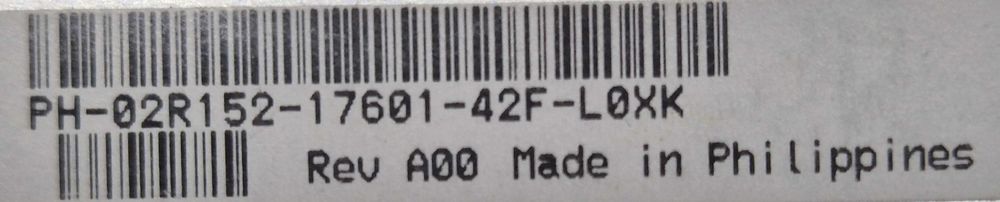 PH-02R152-17601-42F-L0XK
Rev A00 Made in Philippines